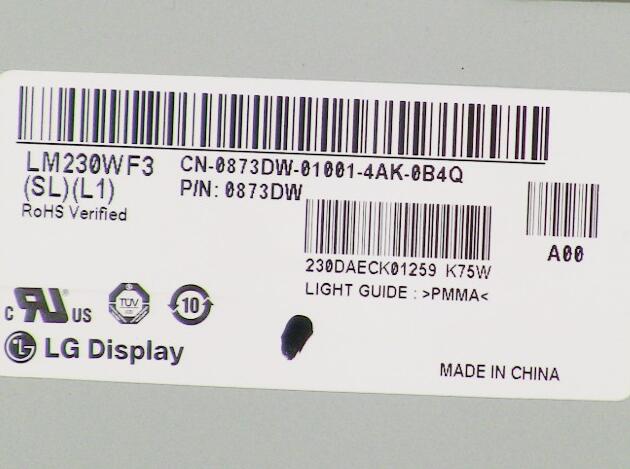 LM230WF3
(SL)(L1)
RoHS Verified
CN-0873DW-01001-4AK-0B4Q
P/N: 0873DW
230DAECK01259 K75W
LIGHT GUIDE : >PMMA<
A00
c RU US
TÜV
10
LG Display
MADE IN CHINA